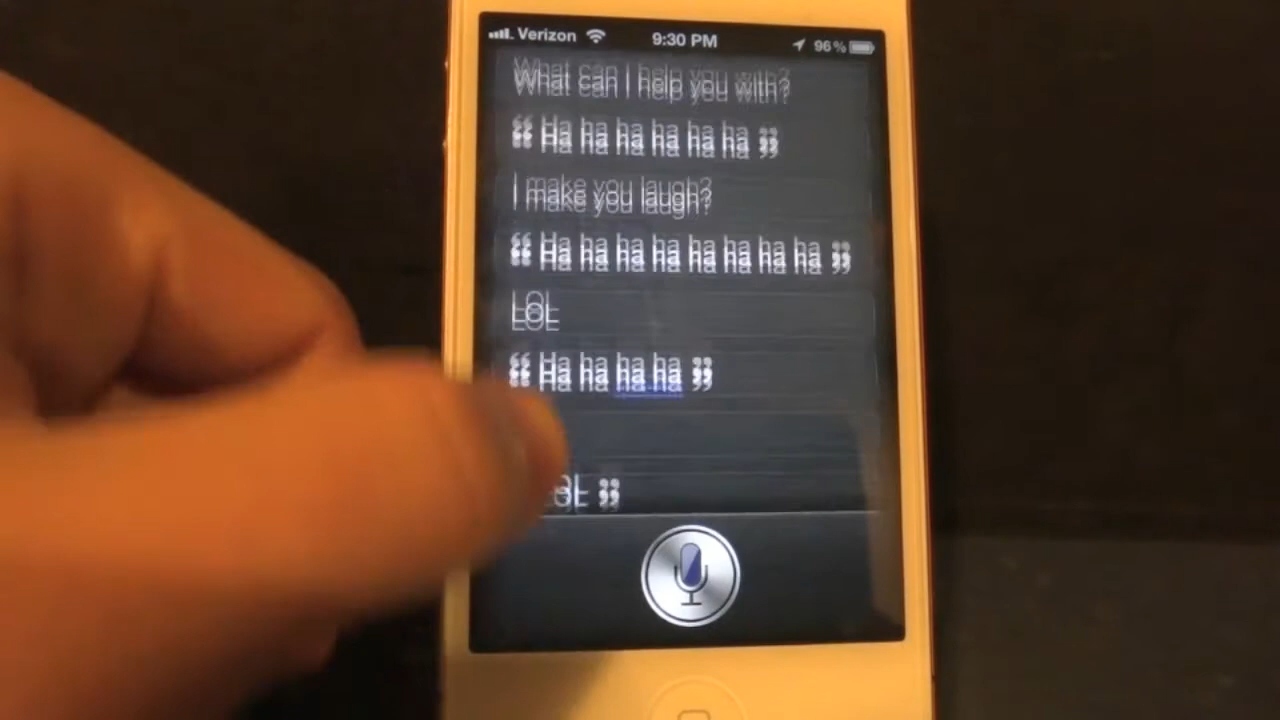 Verizon 9:30 PM 96%
What can I help you with?
“ Ha ha ha ha ha ha ”
I make you laugh?
“ Ha ha ha ha ha ha ha ha ”
LOL
“ Ha ha ha ha ”
LOL ”